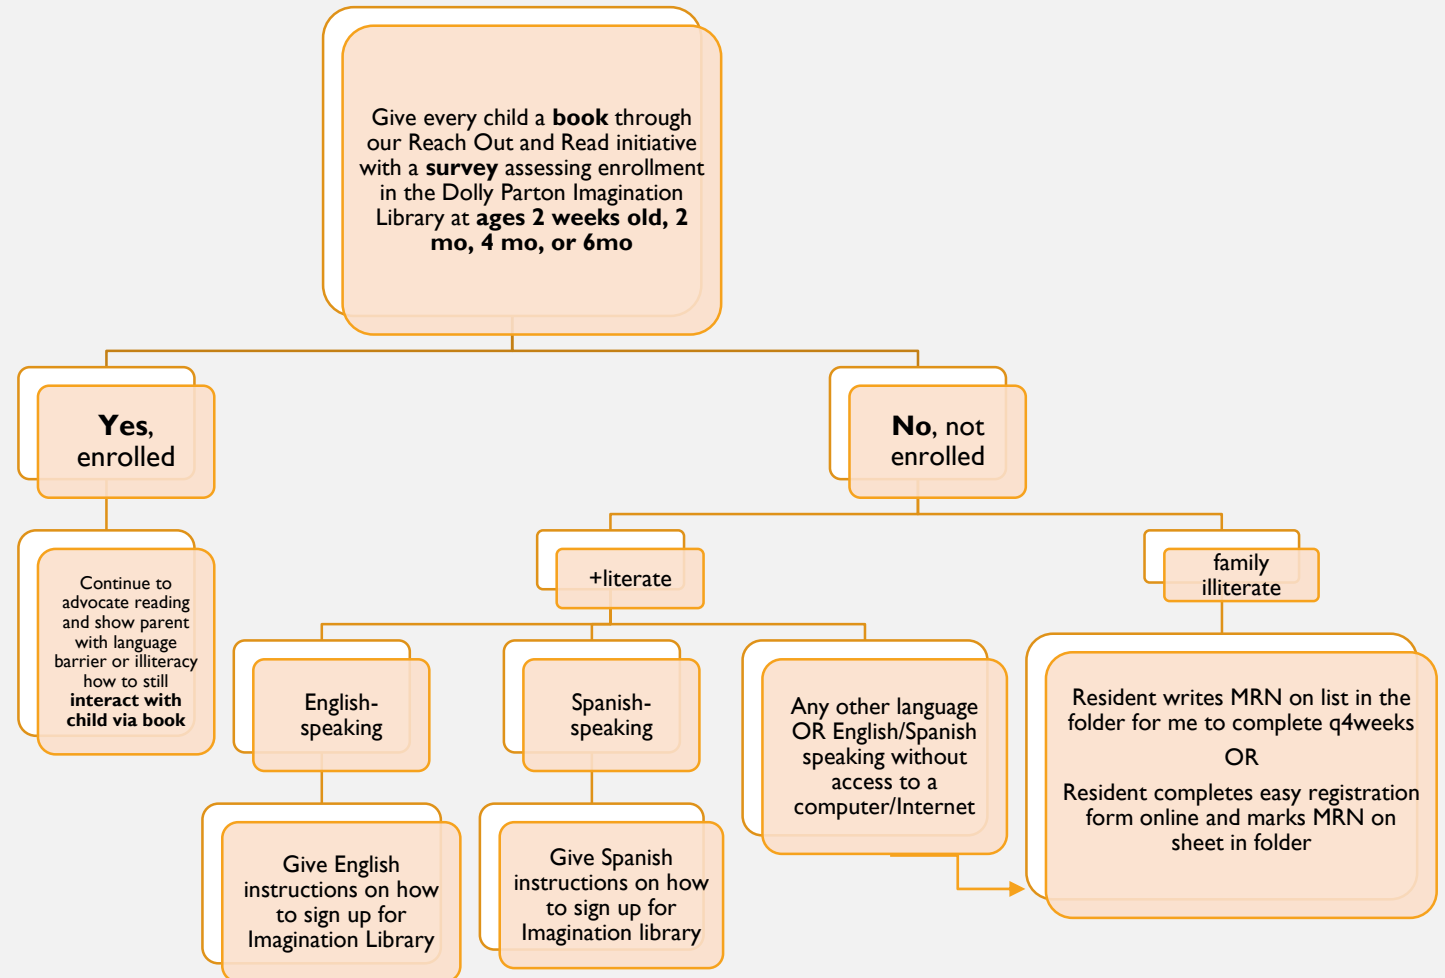 Give every child a book through
our Reach Out and Read initiative
with a survey assessing enrollment
in the Dolly Parton Imagination
Library at ages 2 weeks old, 2
mo, 4 mo, or 6mo
Yes,
enrolled
No, not
enrolled
Continue to
advocate reading
and show parent
with language
barrier or illiteracy
how to still
interact with
child via book
+literate
family
illiterate
English-
speaking
Spanish-
speaking
Any other language
OR English/Spanish
speaking without
access to a
computer/Internet
Resident writes MRN on list in the
folder for me to complete q4weeks
OR
Resident completes easy registration
form online and marks MRN on
sheet in folder
Give English
instructions on how
to sign up for
Imagination Library
Give Spanish
instructions on how
to sign up for
Imagination library